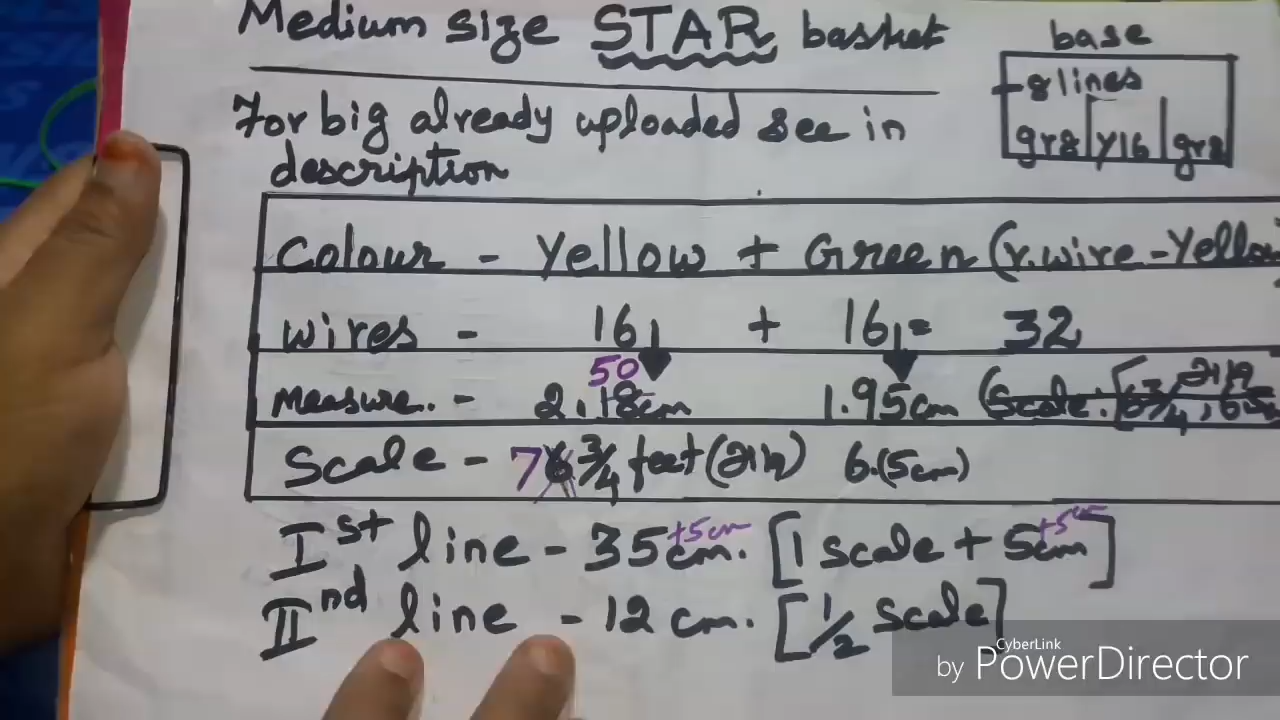 Medium size STAR basket
base
For big already uploaded see in
description
8 lines
gr8 Y16 gr8
Colour - Yellow + Green (r.wire - Yellow
wires - 16 + 16 = 32
50
Measure. - 2.18cm 1.95cm (Scale.
Scale - 7 6 3/4 feet 6.(5cm)
Ist line - 35cm. +5cm [1 scale + 5cm +5cm]
IInd line - 12 cm. [1/2 scale]
CyberLink
by PowerDirector